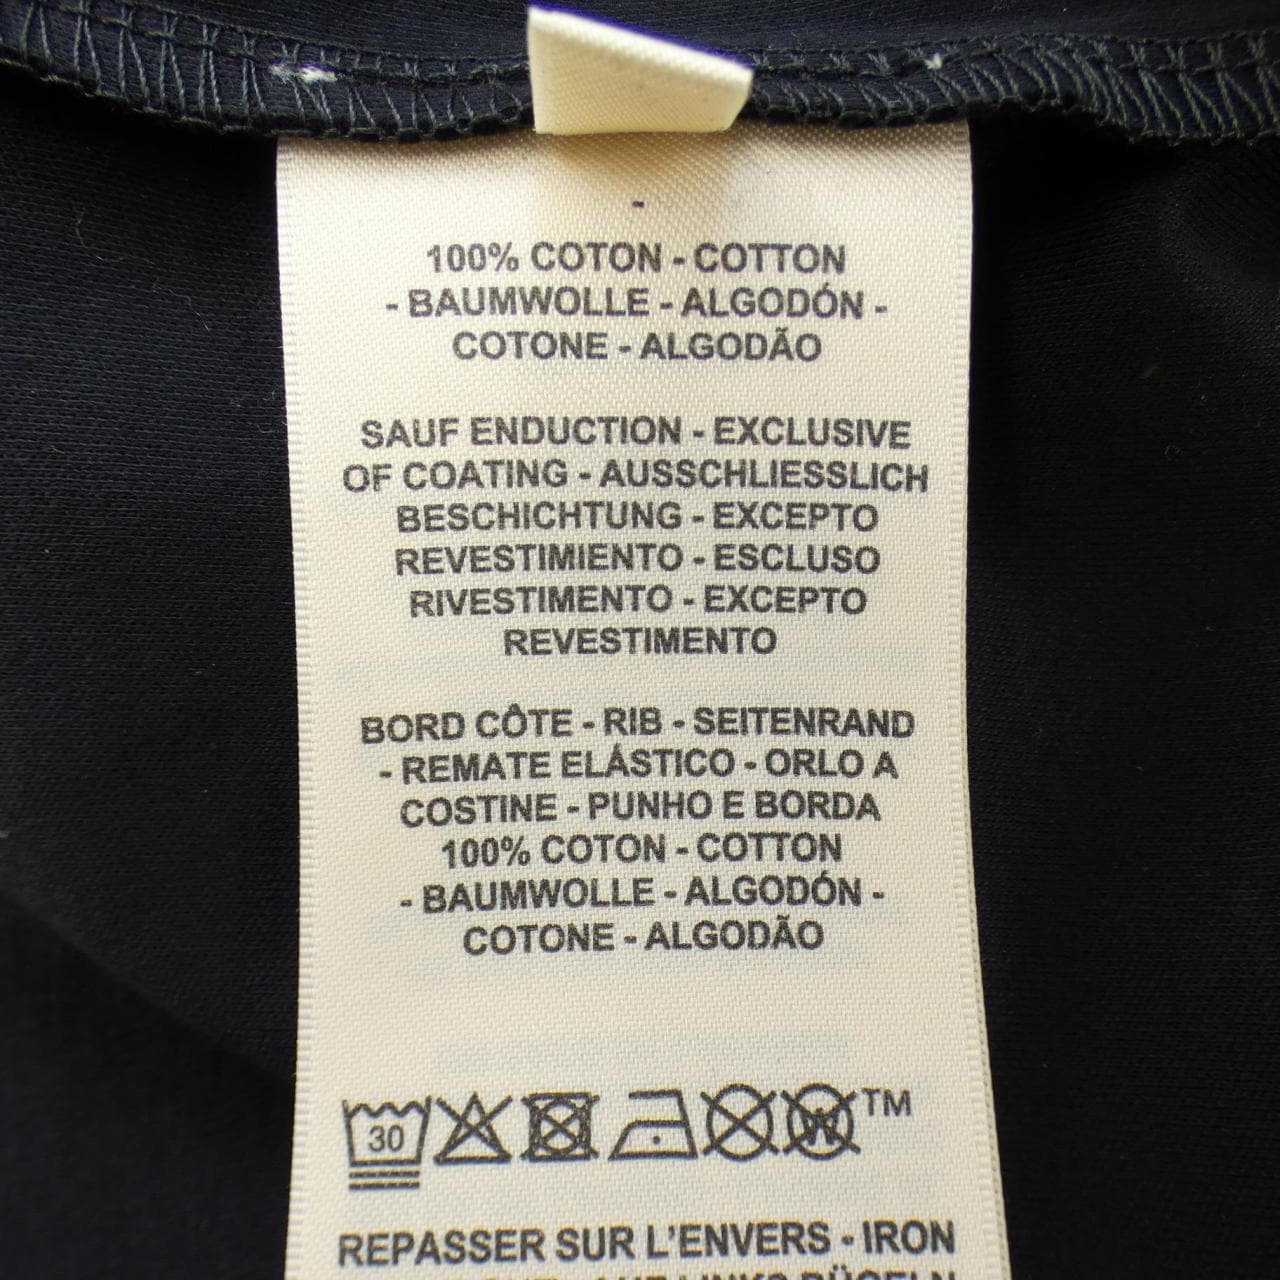 -
100% COTON - COTTON
- BAUMWOLLE - ALGODÓN -
COTONE - ALGODÃO
SAUF ENDUCTION - EXCLUSIVE
OF COATING - AUSSCHLIESSLICH
BESCHICHTUNG - EXCEPTO
REVESTIMIENTO - ESCLUSO
RIVESTIMENTO - EXCEPTO
REVESTIMENTO
BORD CÔTE - RIB - SEITENRAND
- REMATE ELÁSTICO - ORLO A
COSTINE - PUNHO E BORDA
100% COTON - COTTON
- BAUMWOLLE - ALGODÓN -
COTONE - ALGODÃO
30 W TM
REPASSER SUR L'ENVERS - IRON